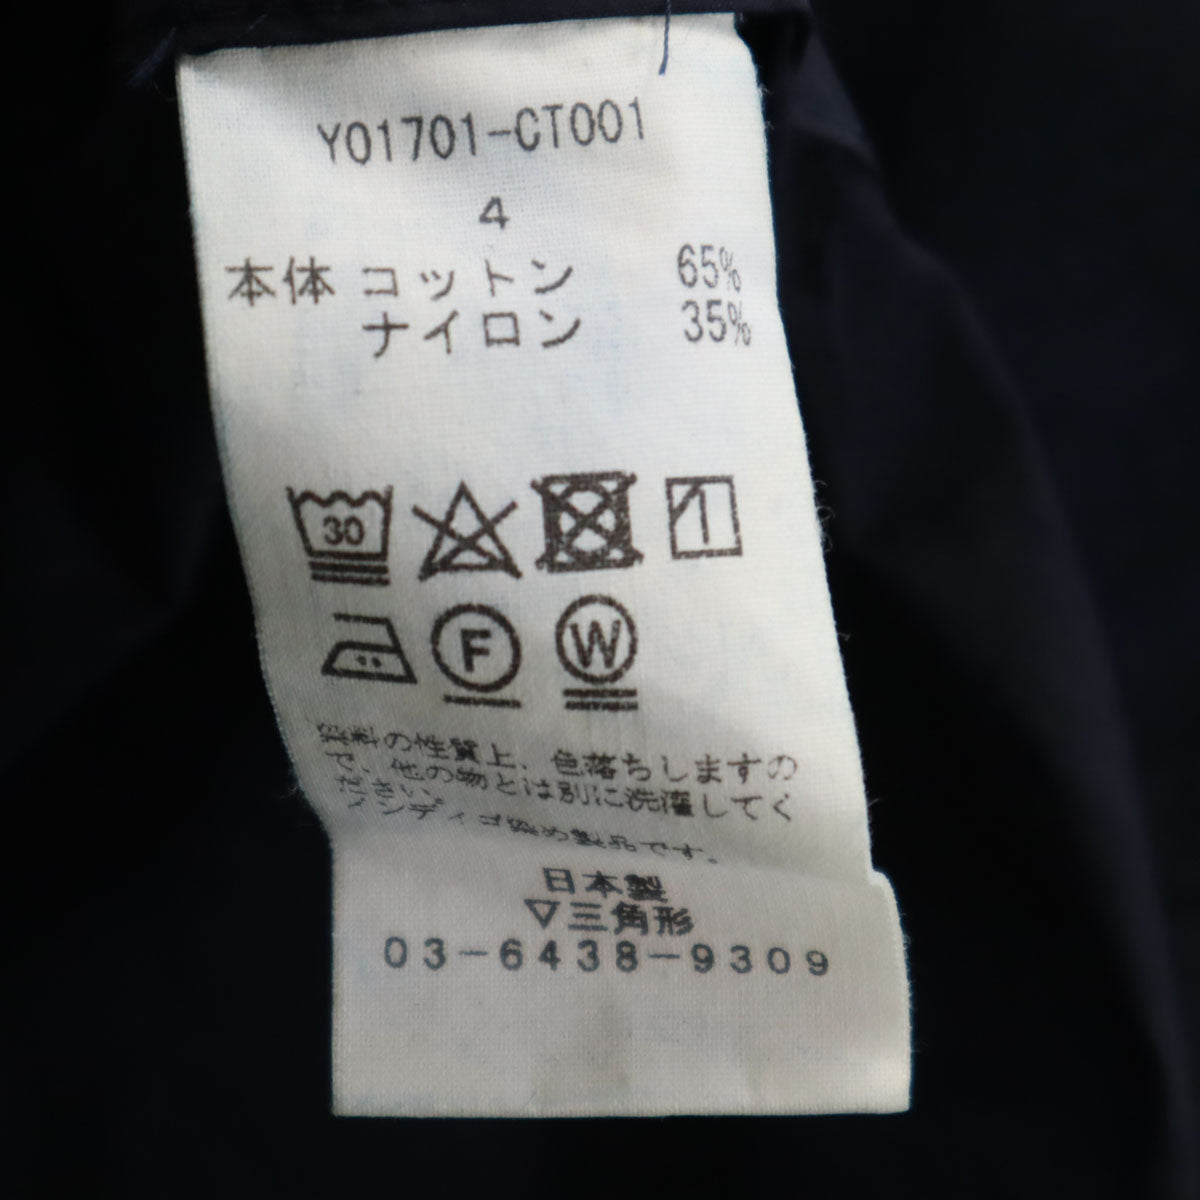 Y01701-CT001
4
本体 コットン 65%
ナイロン 35%
30
F W
染料の性質上、色落ちしますの
で、他の物とは別に洗濯してく
ださい。
インディゴ染め製品です。
日本製
▽三角形
03-6438-9309